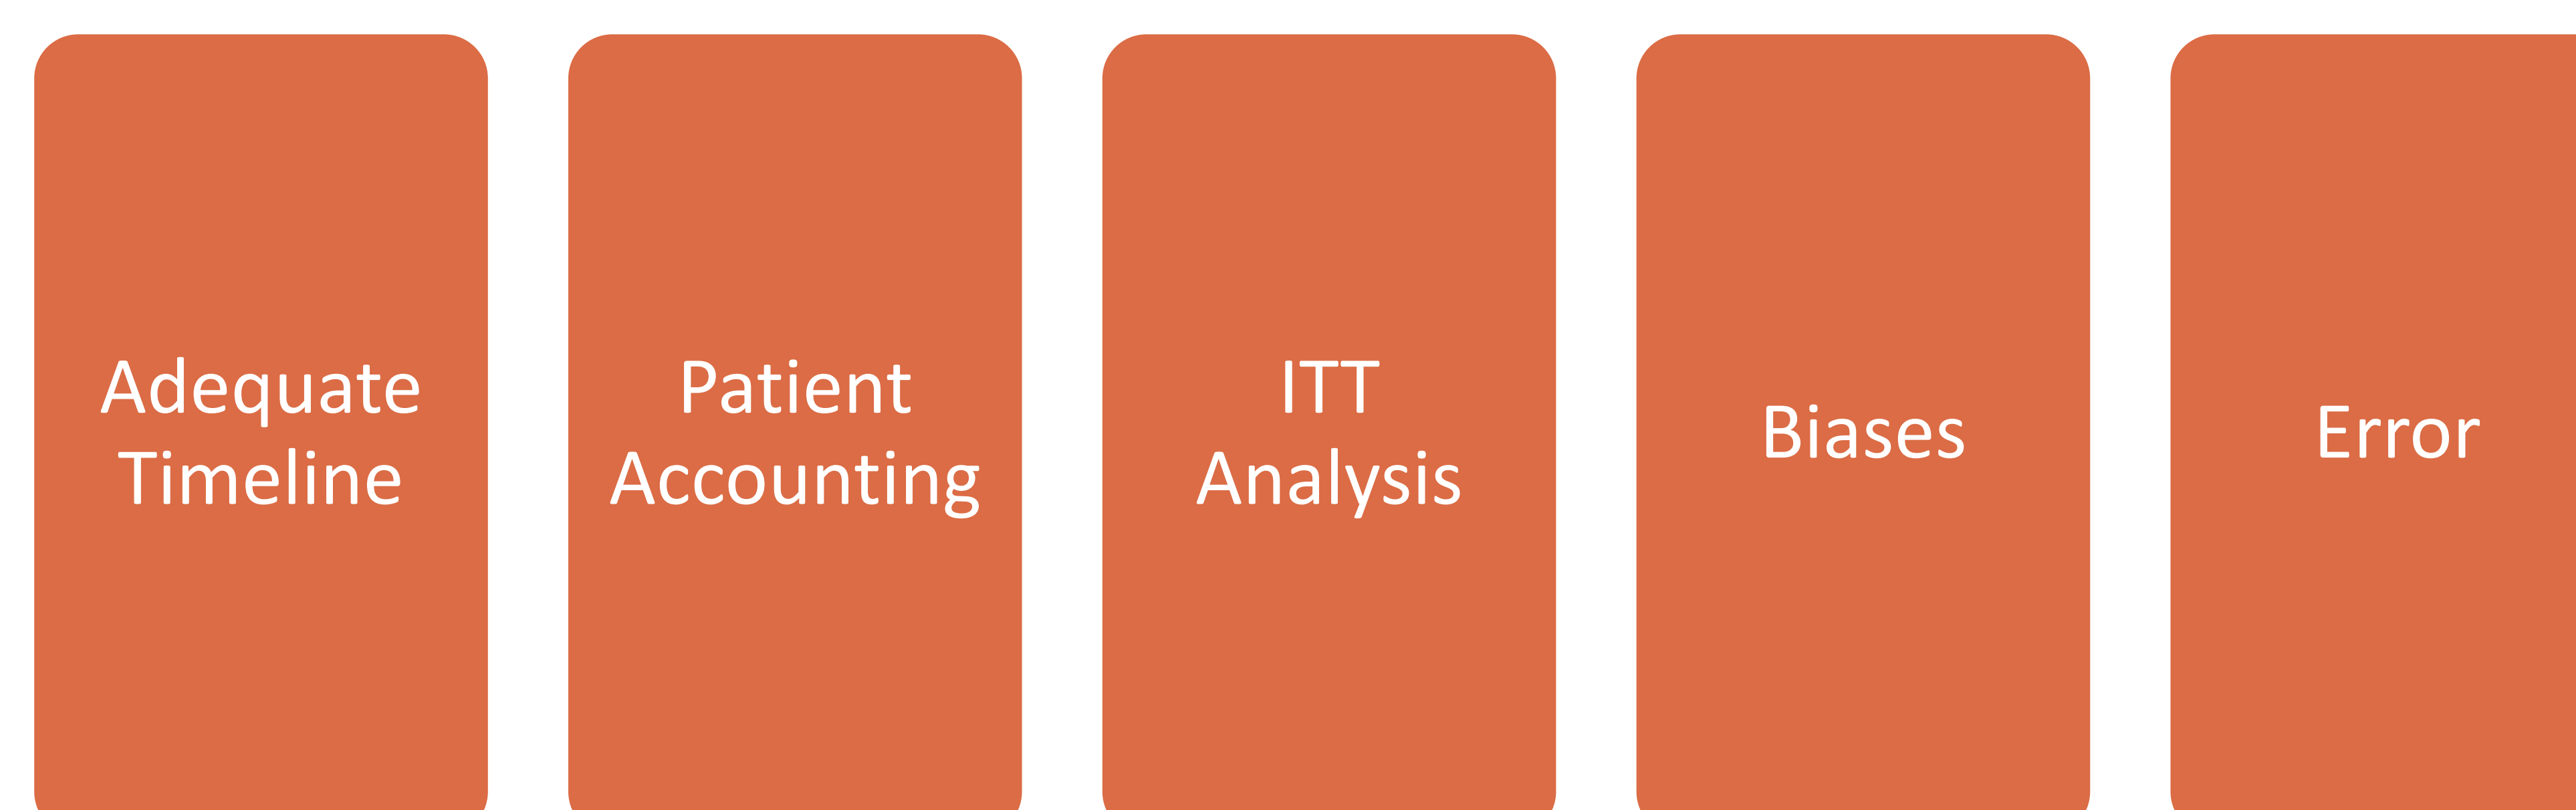 Adequate
Timeline
Patient
Accounting
ITT
Analysis
Biases
Error